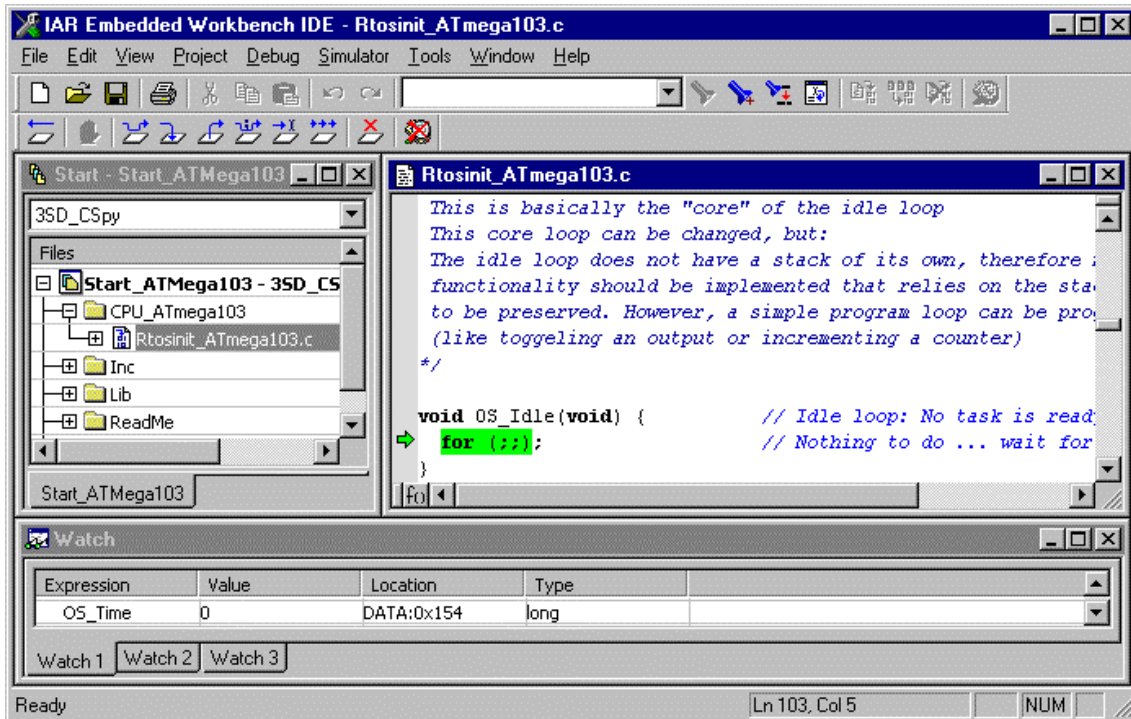 IAR Embedded Workbench IDE - Rtosinit_ATmega103.c
File Edit View Project Debug Simulator Tools Window Help
Start - Start_ATMega103
3SD_CSpy
Files
Start_ATMega103 - 3SD_CS
CPU_ATmega103
Rtosinit_ATmega103.c
Inc
Lib
ReadMe
Start_ATMega103
Rtosinit_ATmega103.c
This is basically the "core" of the idle loop
This core loop can be changed, but:
The idle loop does not have a stack of its own, therefore
functionality should be implemented that relies on the sta
to be preserved. However, a simple program loop can be pro
(like toggeling an output or incrementing a counter)
*/
void OS_Idle(void) { // Idle loop: No task is read
for (;;); // Nothing to do ... wait for
}
f()
Watch
Expression Value Location Type
OS_Time 0 DATA:0x154 long
Watch 1 Watch 2 Watch 3
Ready Ln 103, Col 5 NUM